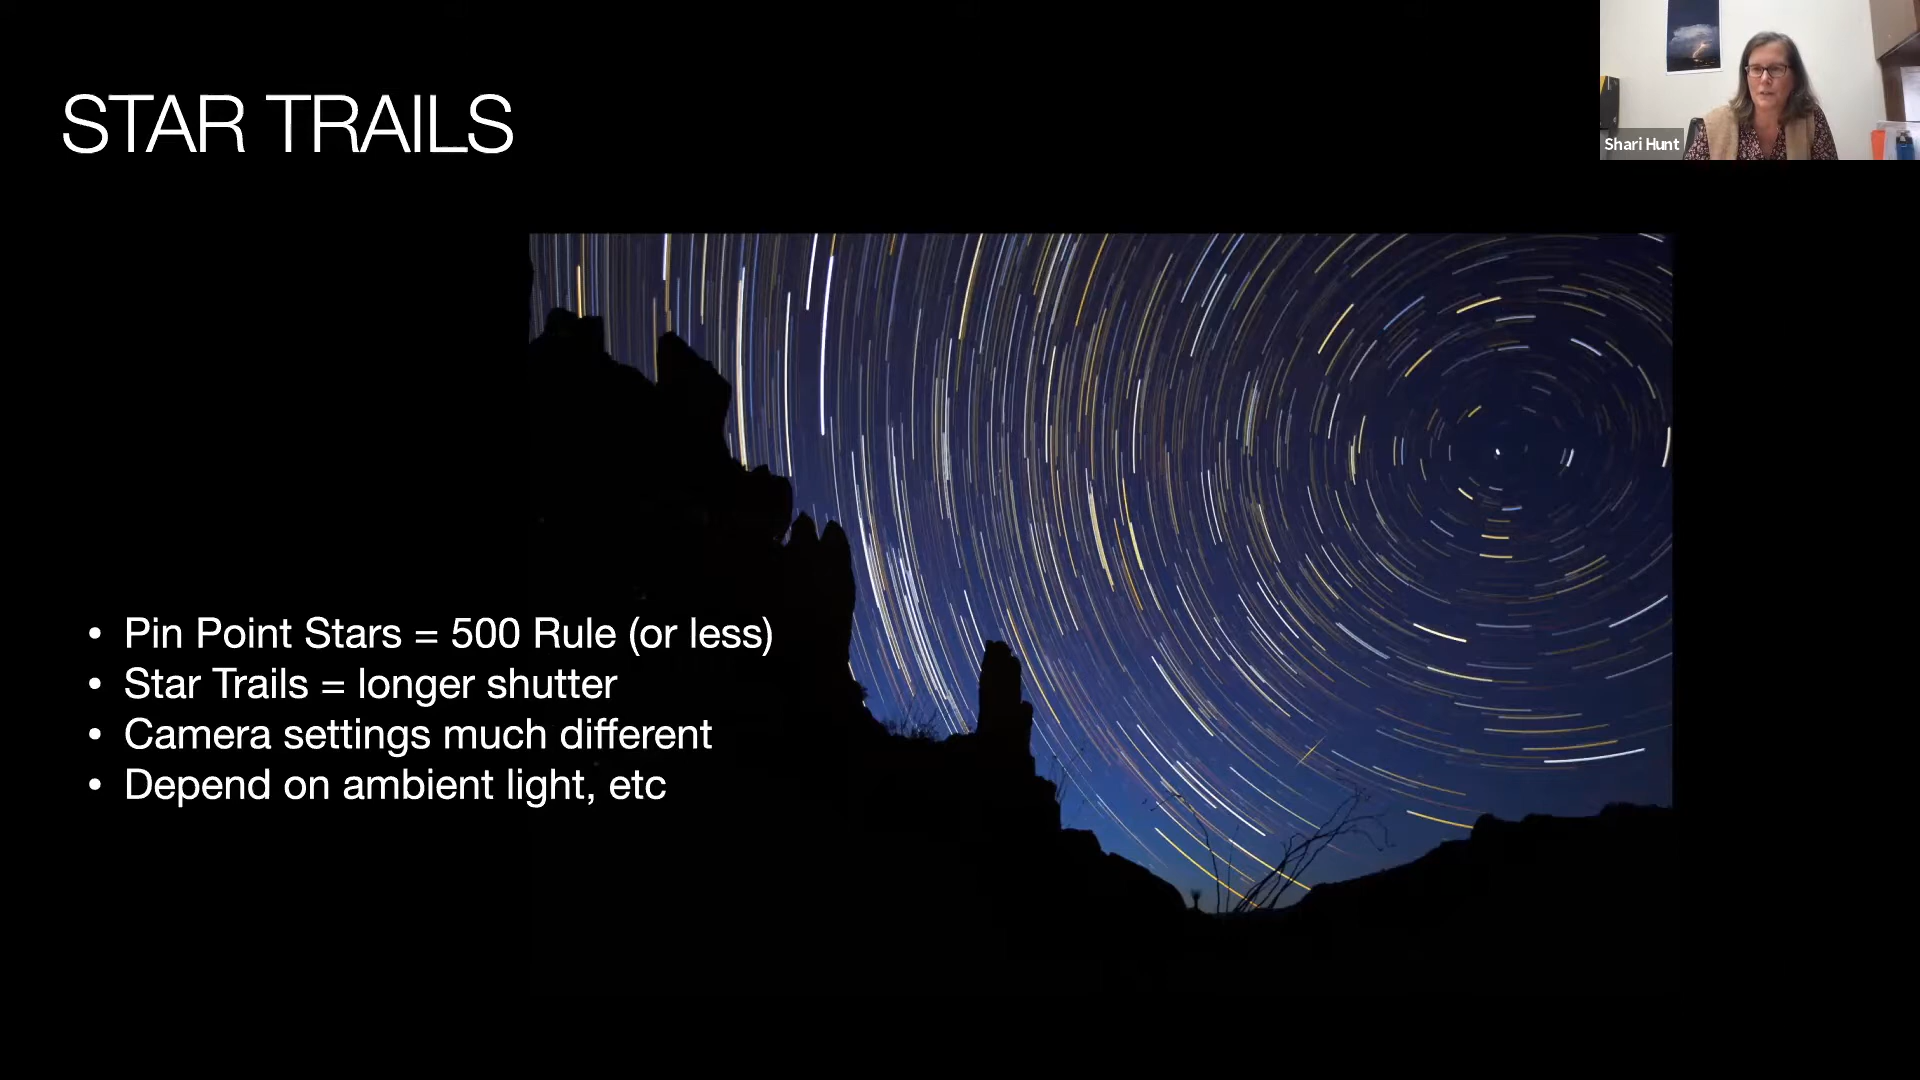 STAR TRAILS
Shari Hunt
• Pin Point Stars = 500 Rule (or less)
• Star Trails = longer shutter
• Camera settings much different
• Depend on ambient light, etc